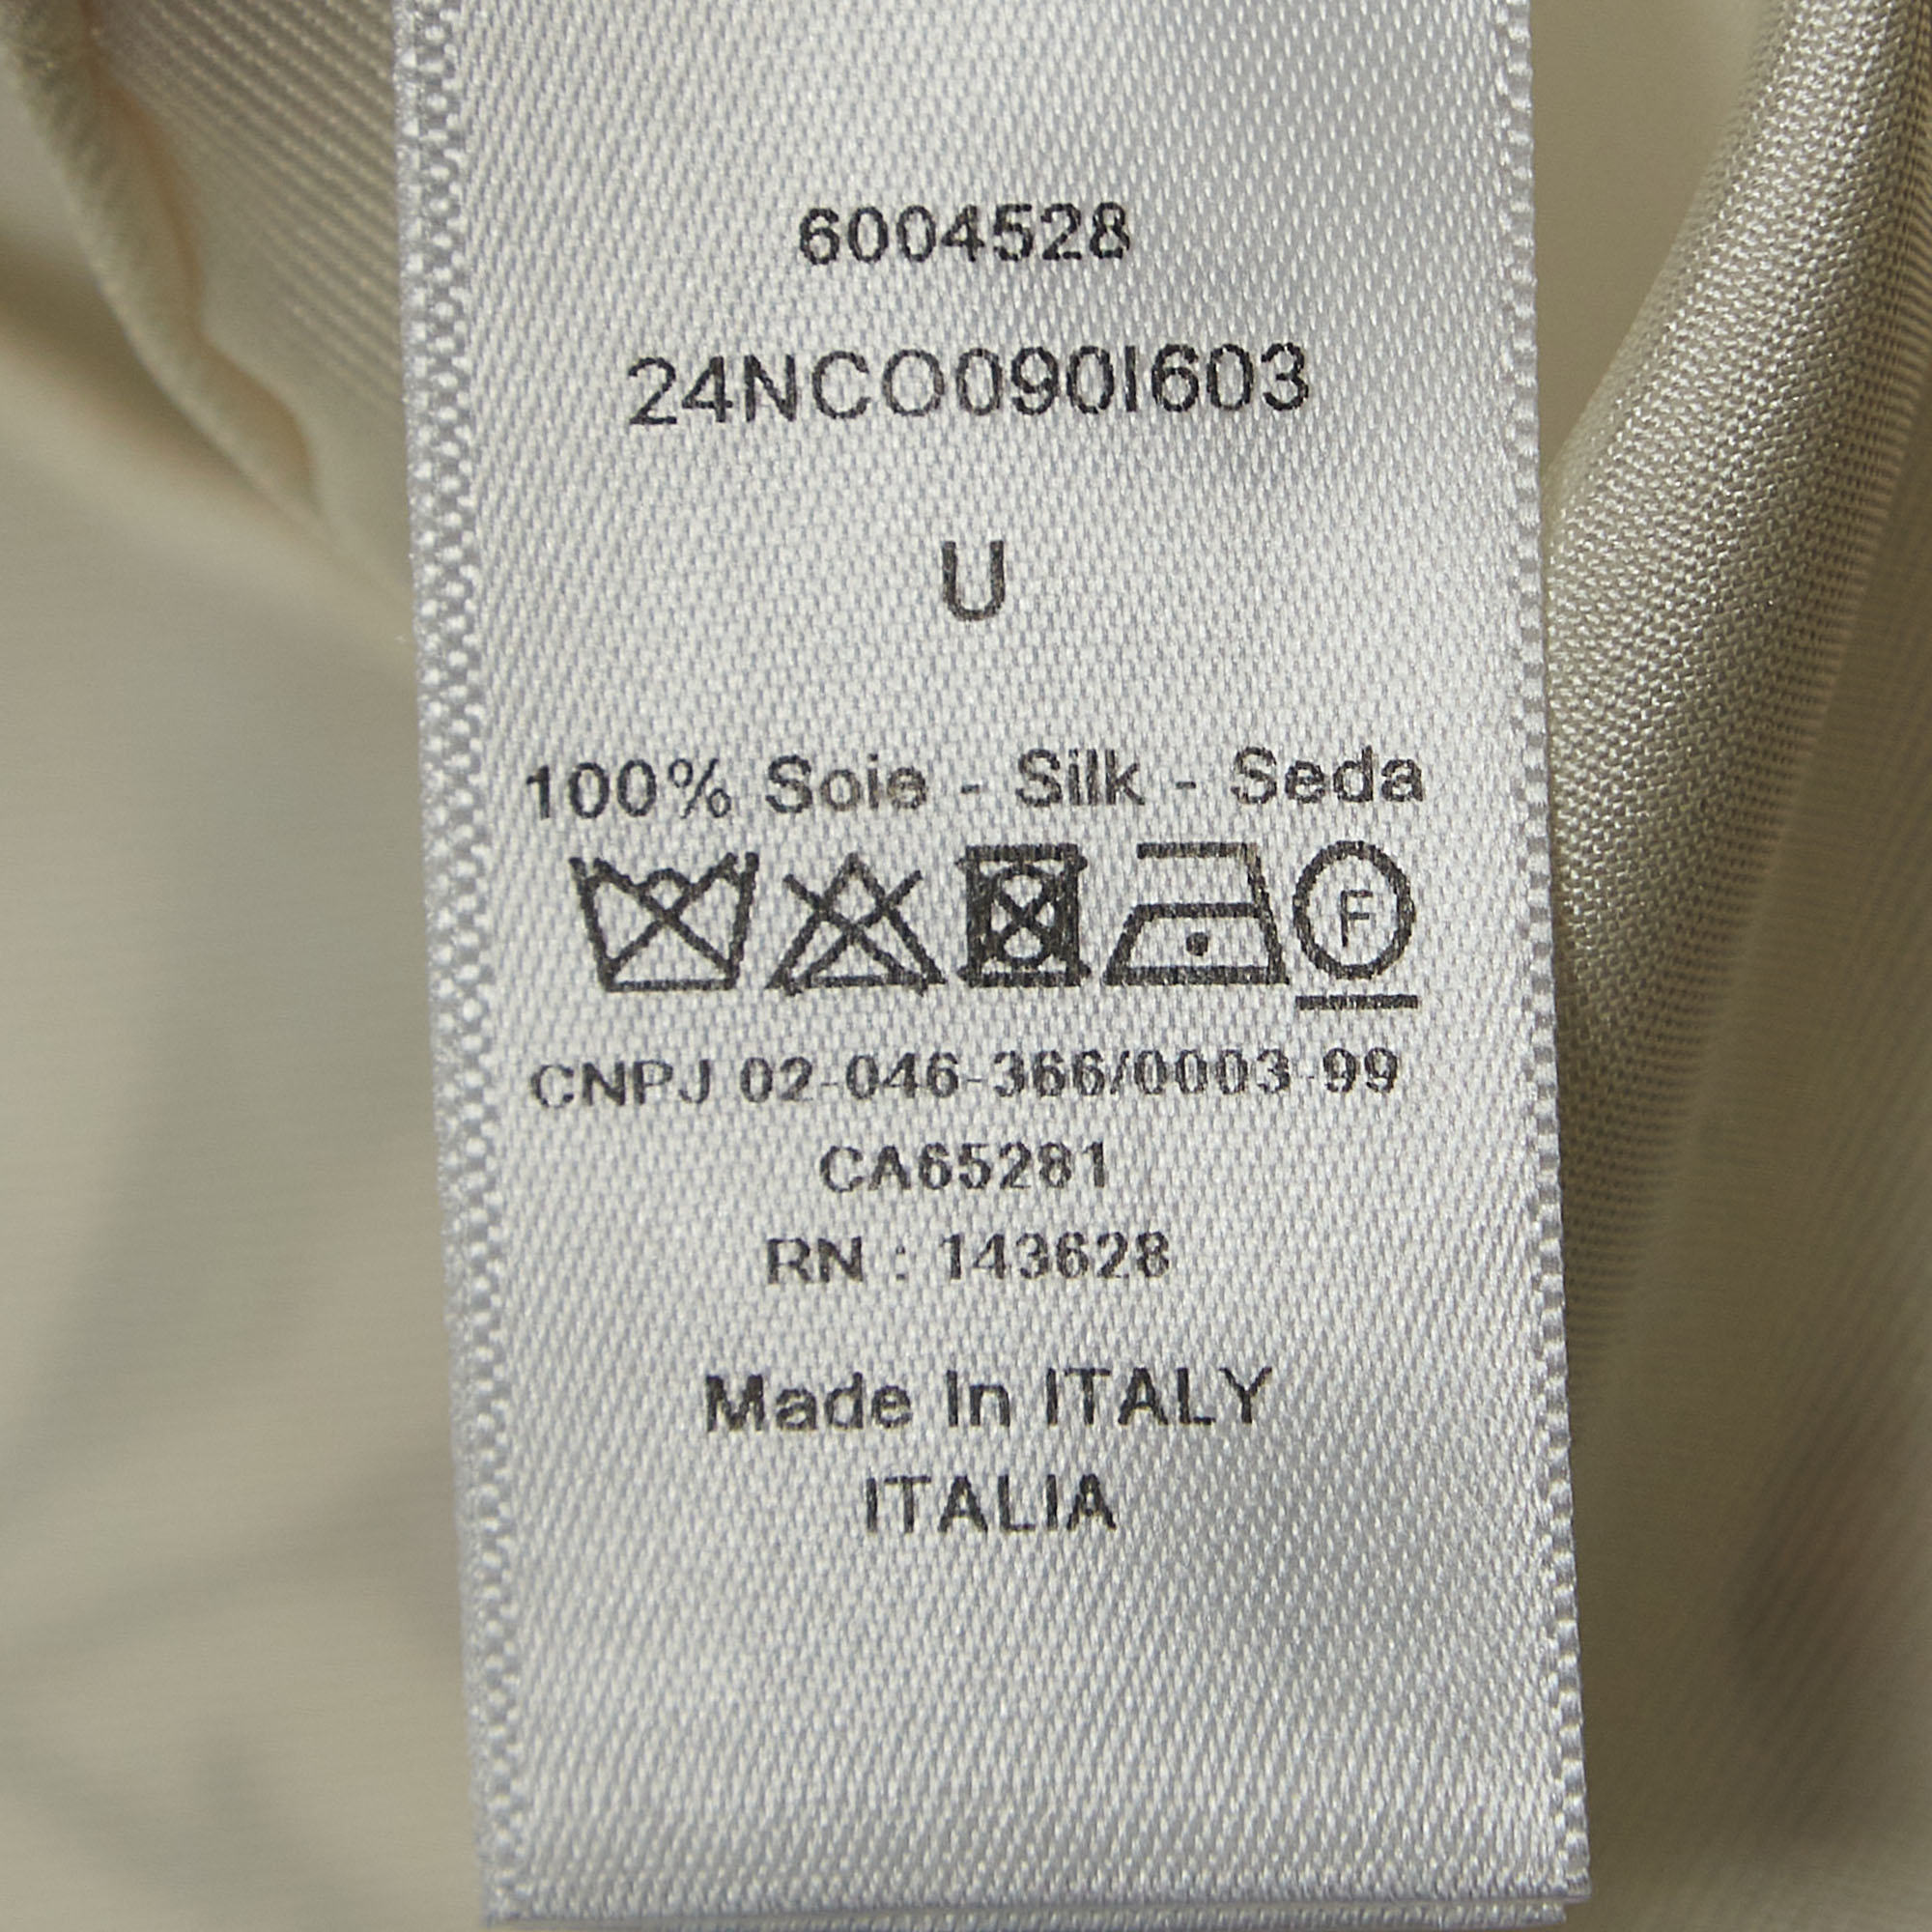 6004528
24NCO090I603
U
100% Soie - Silk - Seda
F
CNPJ 02-046-366/0003-99
CA65281
RN : 143628
Made In ITALY
ITALIA